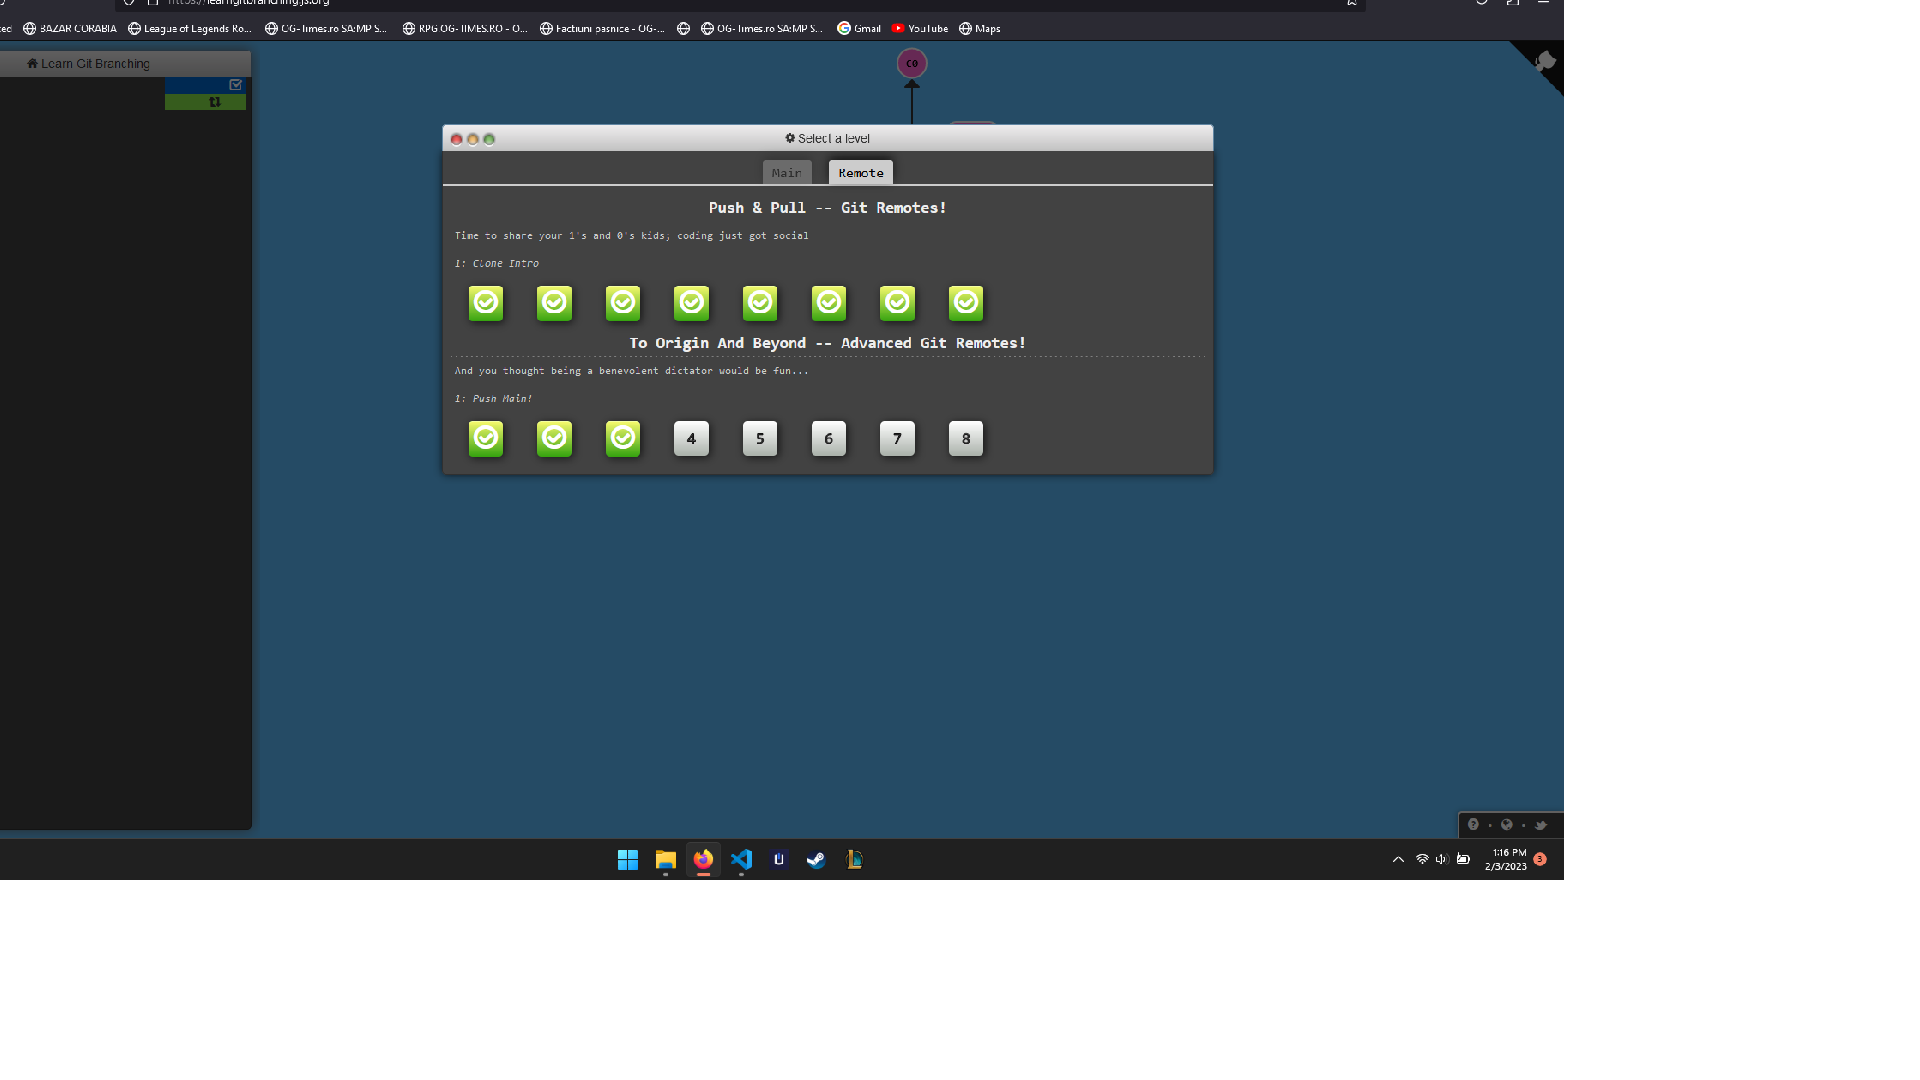 https://learngitbranching.js.org
BAZAR CORABIA
League of Legends Ro...
OG-Times.ro SA:MP S...
RPG.OG-TIMES.RO - O...
Factiuni pasnice - OG-...
OG-Times.ro SA:MP S...
Gmail
YouTube
Maps
Learn Git Branching
C0
Select a level
Main
Remote
Push & Pull -- Git Remotes!
Time to share your 1's and 0's kids; coding just got social
1: Clone Intro
To Origin And Beyond -- Advanced Git Remotes!
And you thought being a benevolent dictator would be fun...
1: Push Main!
4 5 6 7 8
1:16 PM
2/3/2023
3